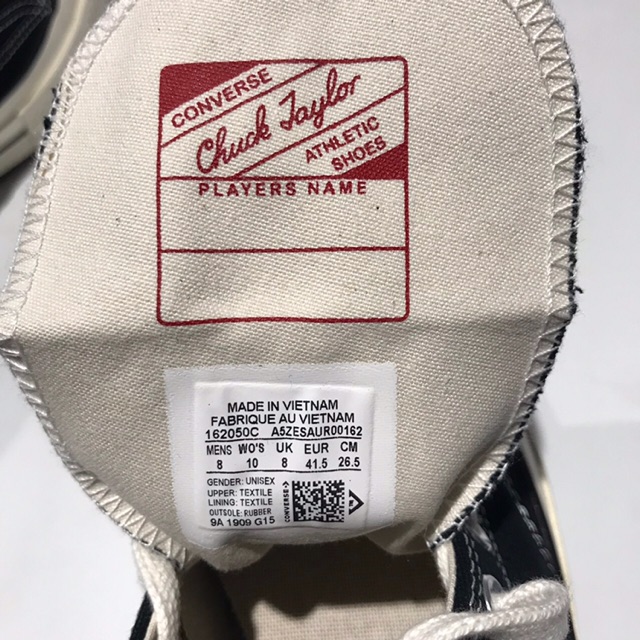 CONVERSE
Chuck Taylor
ATHLETIC
SHOES
PLAYERS NAME
MADE IN VIETNAM
FABRIQUE AU VIETNAM
162050C A5ZESAUR00162
MENS WO'S UK EUR CM
8 10 8 41.5 26.5
GENDER: UNISEX
UPPER: TEXTILE
LINING: TEXTILE
OUTSOLE: RUBBER
9A 1909 G15
CONVERSE